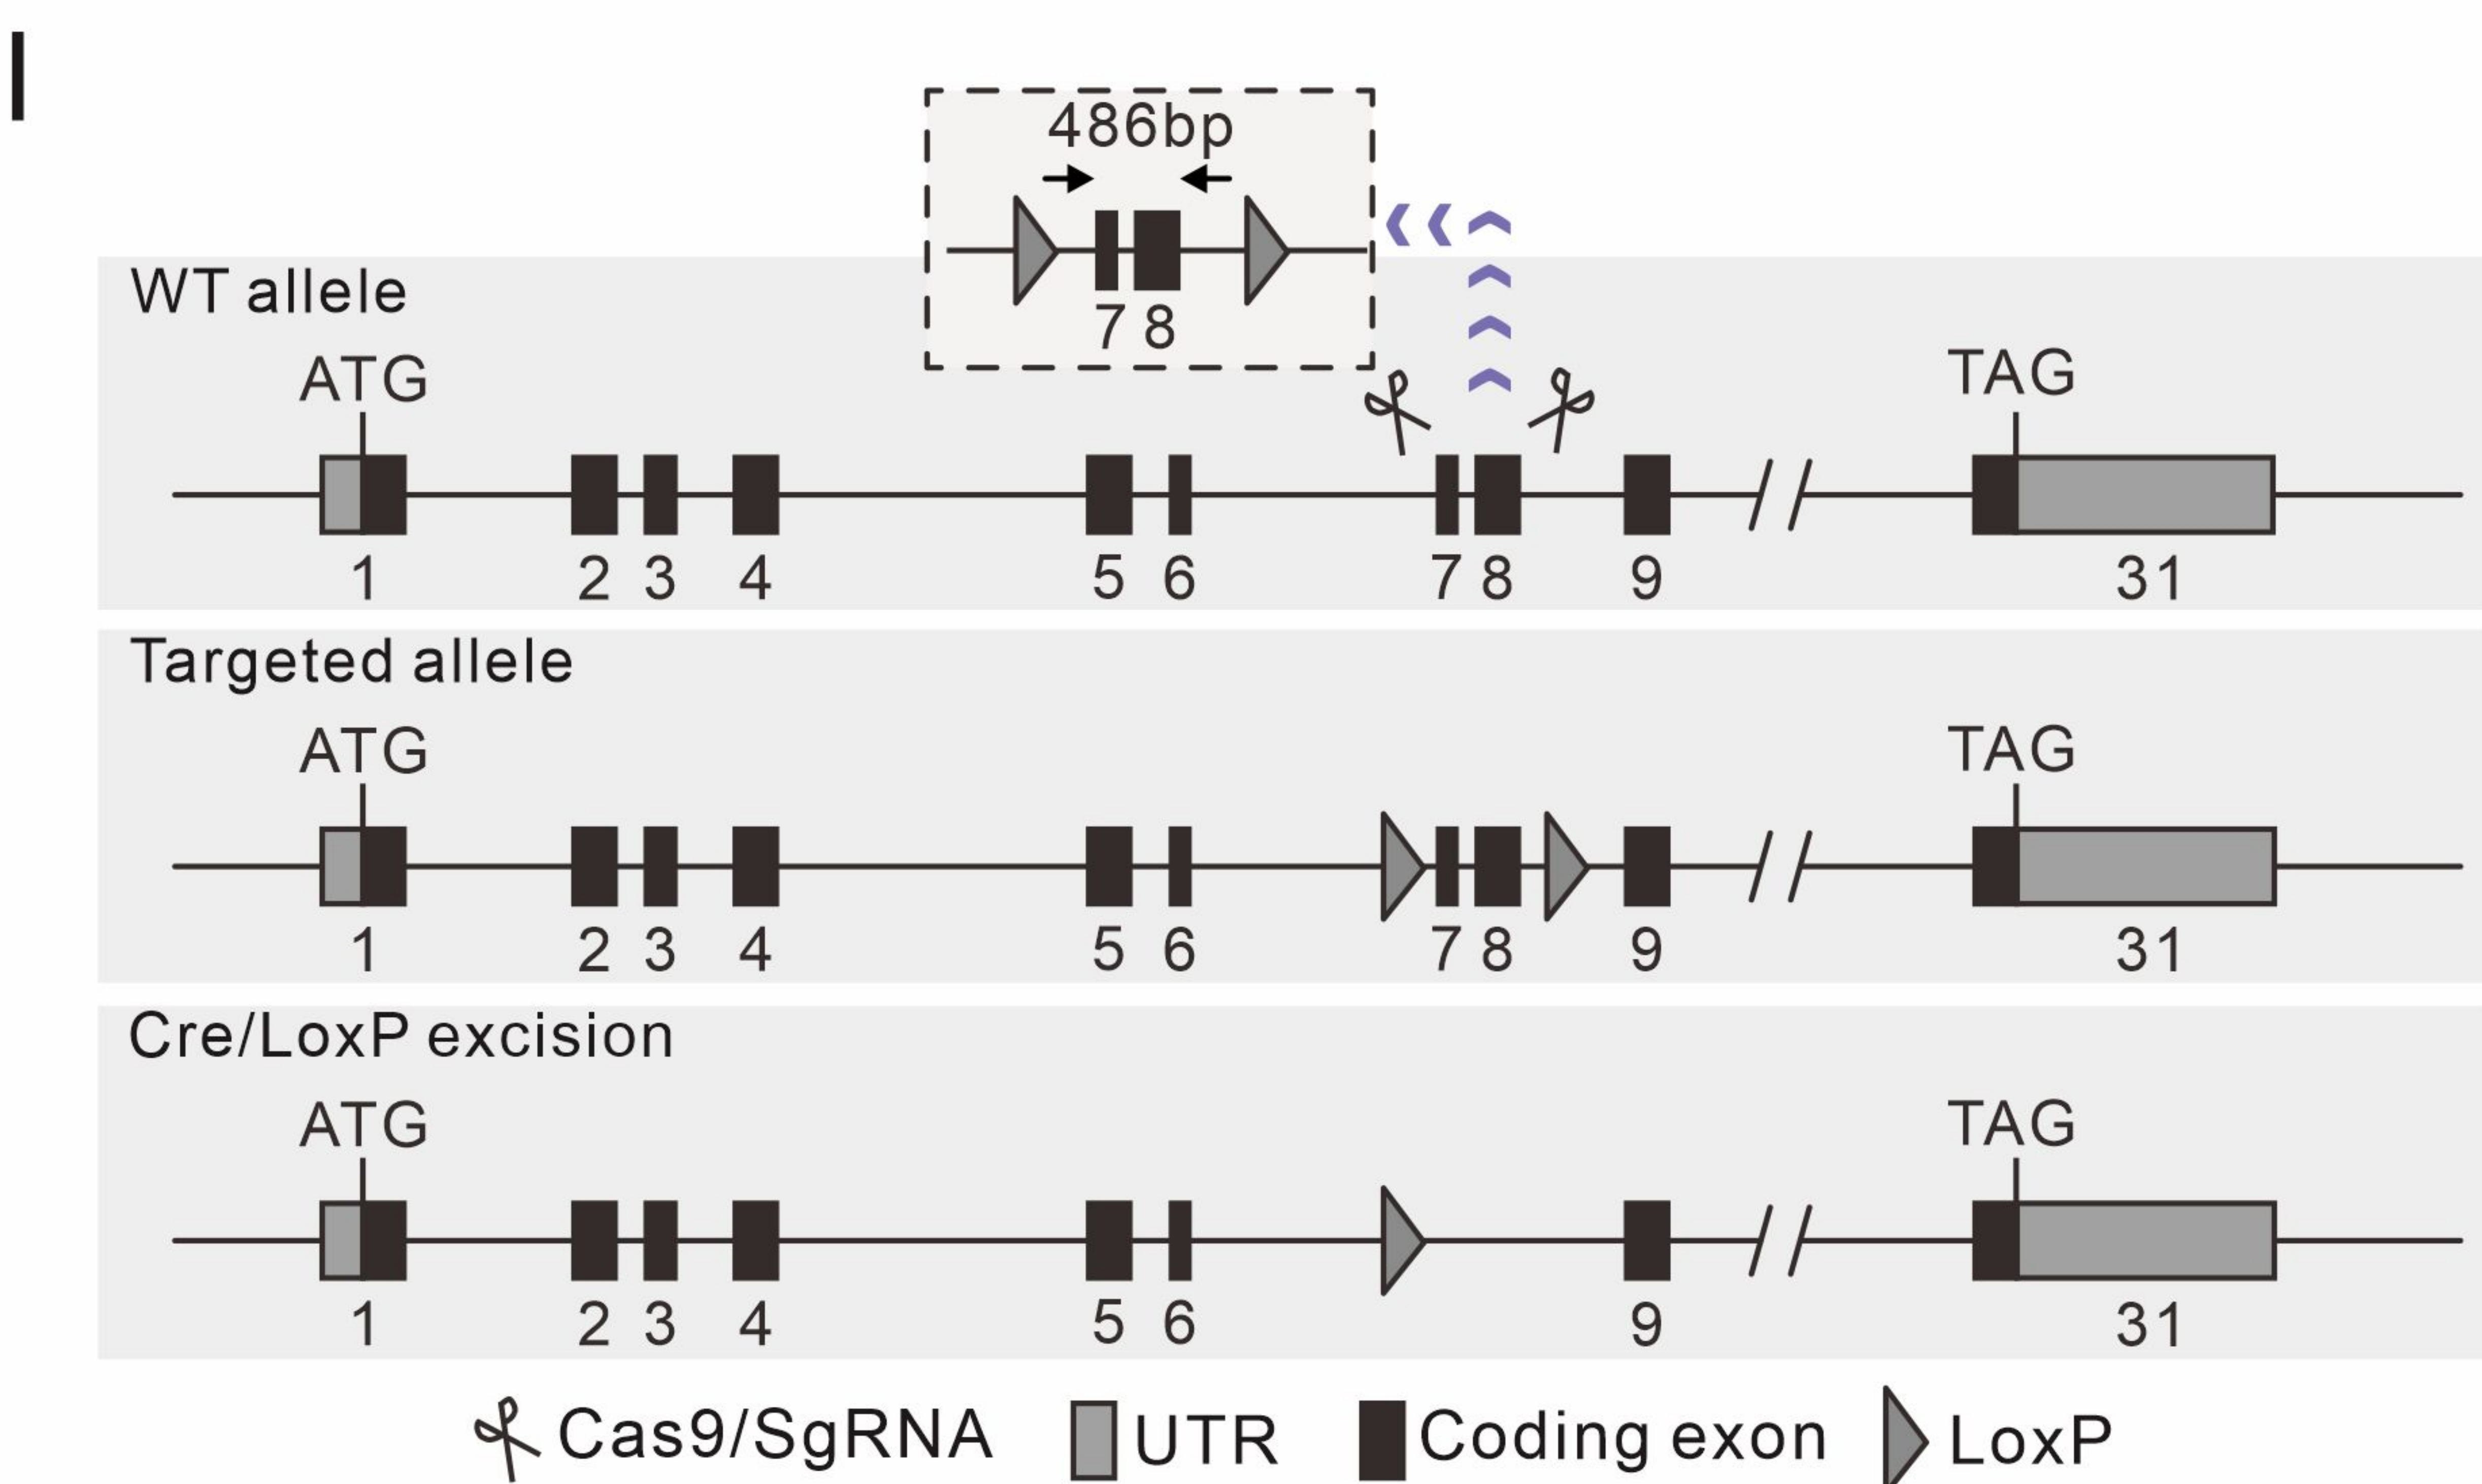 I
486bp
7 8
WT allele
ATG TAG
1 2 3 4 5 6 7 8 9 31
Targeted allele
ATG TAG
1 2 3 4 5 6 7 8 9 31
Cre/LoxP excision
ATG TAG
1 2 3 4 5 6 9 31
Cas9/SgRNA UTR Coding exon LoxP